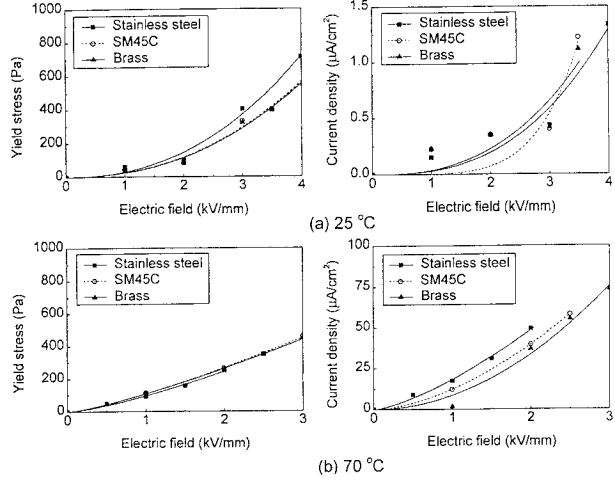 1000
800
600
400
200
0
Yield stress (Pa)
Stainless steel
SM45C
Brass
0 1 2 3 4
Electric field (kV/mm)
1.5
1.0
0.5
0.0
Current density (μA/cm²)
Stainless steel
SM45C
Brass
0 1 2 3 4
Electric field (kV/mm)
(a) 25 °C
1000
800
600
400
200
0
Yield stress (Pa)
Stainless steel
SM45C
Brass
0 1 2 3
Electric field (kV/mm)
100
75
50
25
0
Current density (μA/cm²)
Stainless steel
SM45C
Brass
0 1 2 3
Electric field (kV/mm)
(b) 70 °C